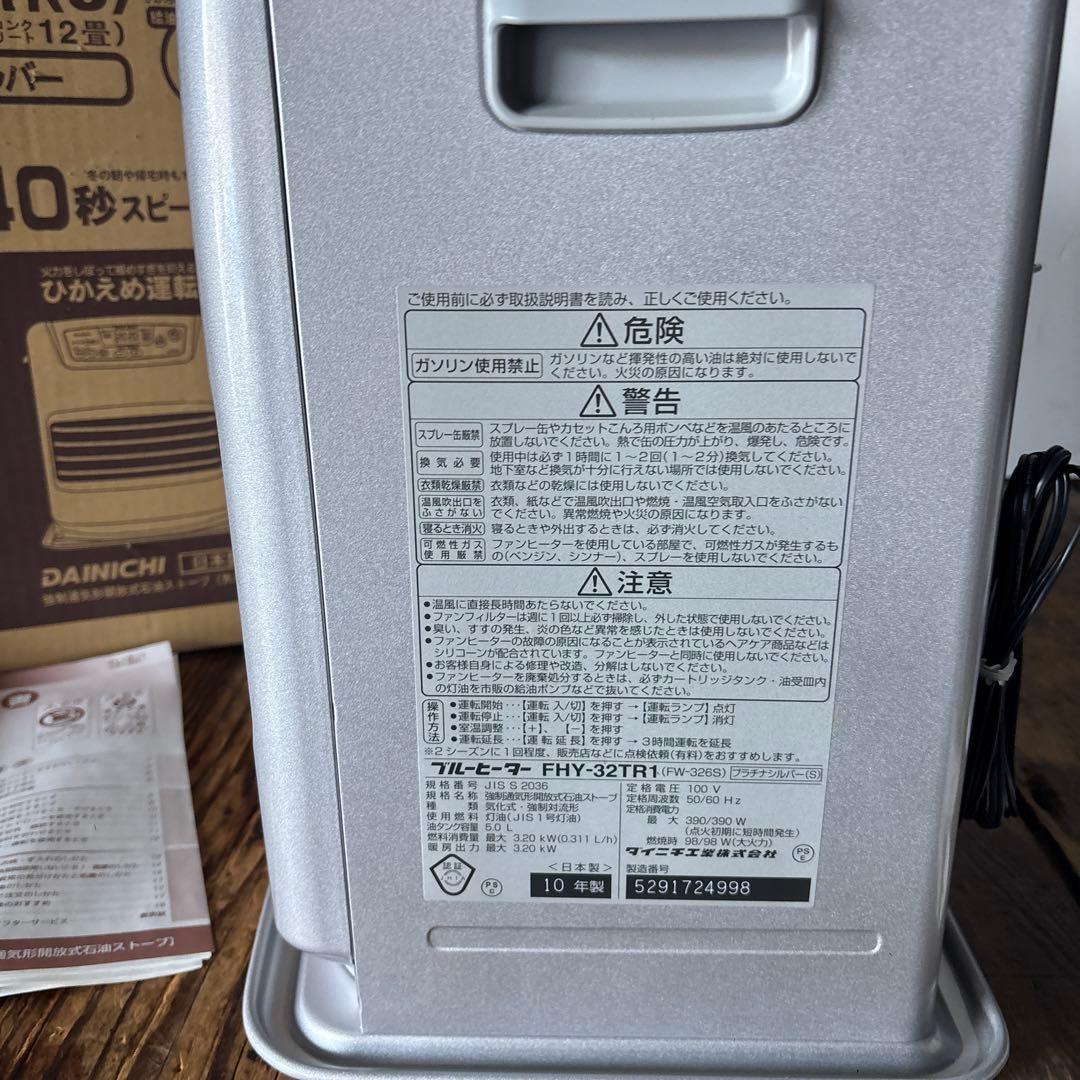 12畳)
40秒スピー
ひかえめ運転
DAINICHI
強制通気形開放式石油ストーブ
ご使用前に必ず取扱説明書を読み、正しくご使用ください。
⚠危険
ガソリン使用禁止 ガソリンなど揮発性の高い油は絶対に使用しないで
ください。火災の原因になります。
⚠警告
スプレー缶厳禁 スプレー缶やカセットこんろ用ボンベなどを温風のあたるところに
放置しないでください。熱で缶の圧力が上がり、爆発し、危険です。
換気必要 使用中は必ず1時間に1〜2回(1〜2分)換気してください。
地下室など換気が十分に行えない場所では使用しないでください。
衣類乾燥厳禁 衣類などの乾燥には使用しないでください。
温風吹出口をふさがない 衣類、紙などで温風吹出口や燃焼・温風空気取入口をふさがない
でください。異常燃焼や火災の原因になります。
寝るとき消火 寝るときや外出するときは、必ず消火してください。
可燃性ガス使用厳禁 ファンヒーターを使用している部屋で、可燃性ガスが発生するも
の(ベンジン、シンナー)、スプレーを使用しないでください。
⚠注意
●温風に直接長時間あたらないでください。
●ファンフィルターは週に1回以上必ず掃除し、外した状態で使用しないでください。
●臭い、すすの発生、炎の色など異常を感じたときは使用しないでください。
●ファンヒーターの故障の原因になることが表示されているヘアケア商品などは
シリコーンが配合されています。ファンヒーターと同時に使用しないでください。
●お客様自身による修理や改造、分解はしないでください。
●ファンヒーターを廃棄処分するときは、必ずカートリッジタンク・油受皿内
の灯油を市販の給油ポンプなどで抜いてください。
操作方法
●運転開始…【運転 入/切】を押す → 【運転ランプ】点灯
●運転停止…【運転 入/切】を押す → 【運転ランプ】消灯
●室温調整…【+】、【−】を押す
●運転延長…【運転延長】を押す → 3時間運転を延長
※2シーズンに1回程度、販売店などに点検依頼(有料)をおすすめします。
ブルーヒーター FHY-32TR1 (FW-326S) プラチナシルバー(S)
規格番号 JIS S 2036
規格名称 強制通気形開放式石油ストーブ
種類 気化式・強制対流形
使用燃料 灯油(JIS1号灯油)
油タンク容量 5.0 L
燃料消費量 最大 3.20 kW(0.311 L/h)
暖房出力 最大 3.20 kW
定格電圧 100 V
定格周波数 50/60 Hz
定格消費電力
最大 390/390 W
(点火初期に短時間発生)
燃焼時 98/98 W(大火力)
ダイニチ工業株式会社
PSE
認証
JHIA
PSC
<日本製>
10 年製
製造番号
5291724998
通気形開放式石油ストーブ]